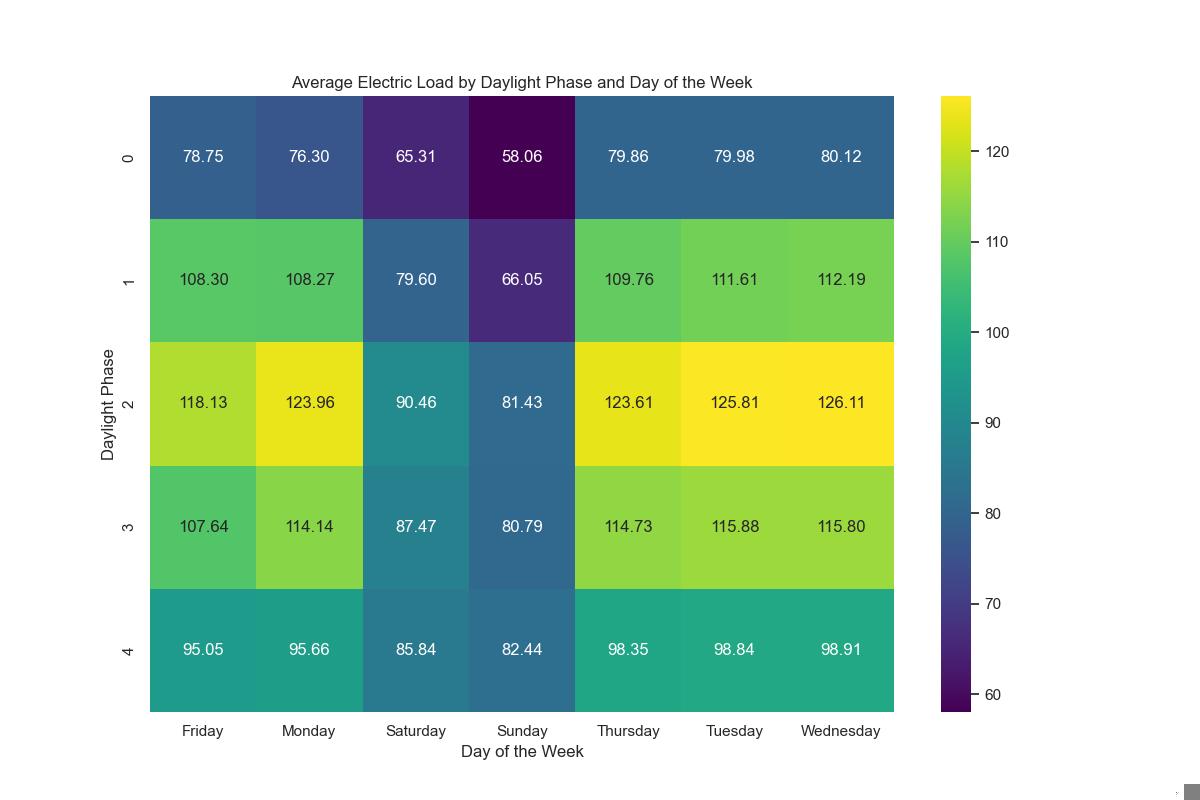 Average Electric Load by Daylight Phase and Day of the Week
0 78.75 76.30 65.31 58.06 79.86 79.98 80.12
1 108.30 108.27 79.60 66.05 109.76 111.61 112.19
2 118.13 123.96 90.46 81.43 123.61 125.81 126.11
3 107.64 114.14 87.47 80.79 114.73 115.88 115.80
4 95.05 95.66 85.84 82.44 98.35 98.84 98.91
Daylight Phase
Friday Monday Saturday Sunday Thursday Tuesday Wednesday
Day of the Week
120
110
100
90
80
70
60